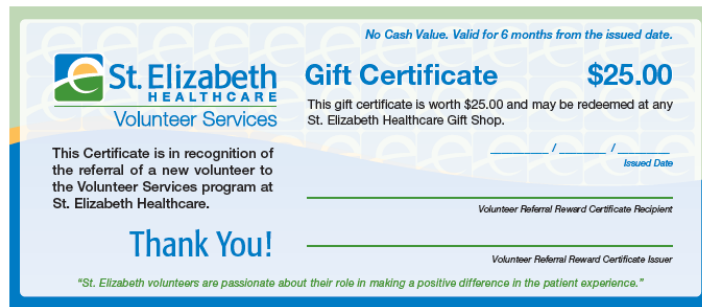 No Cash Value. Valid for 6 months from the issued date.
St. Elizabeth
HEALTHCARE
Volunteer Services
Gift Certificate $25.00
This gift certificate is worth $25.00 and may be redeemed at any
St. Elizabeth Healthcare Gift Shop.
______ / ______ / ______
Issued Date
This Certificate is in recognition of
the referral of a new volunteer to
the Volunteer Services program at
St. Elizabeth Healthcare.
Thank You!
Volunteer Referral Reward Certificate Recipient
Volunteer Referral Reward Certificate Issuer
“St. Elizabeth volunteers are passionate about their role in making a positive difference in the patient experience.”